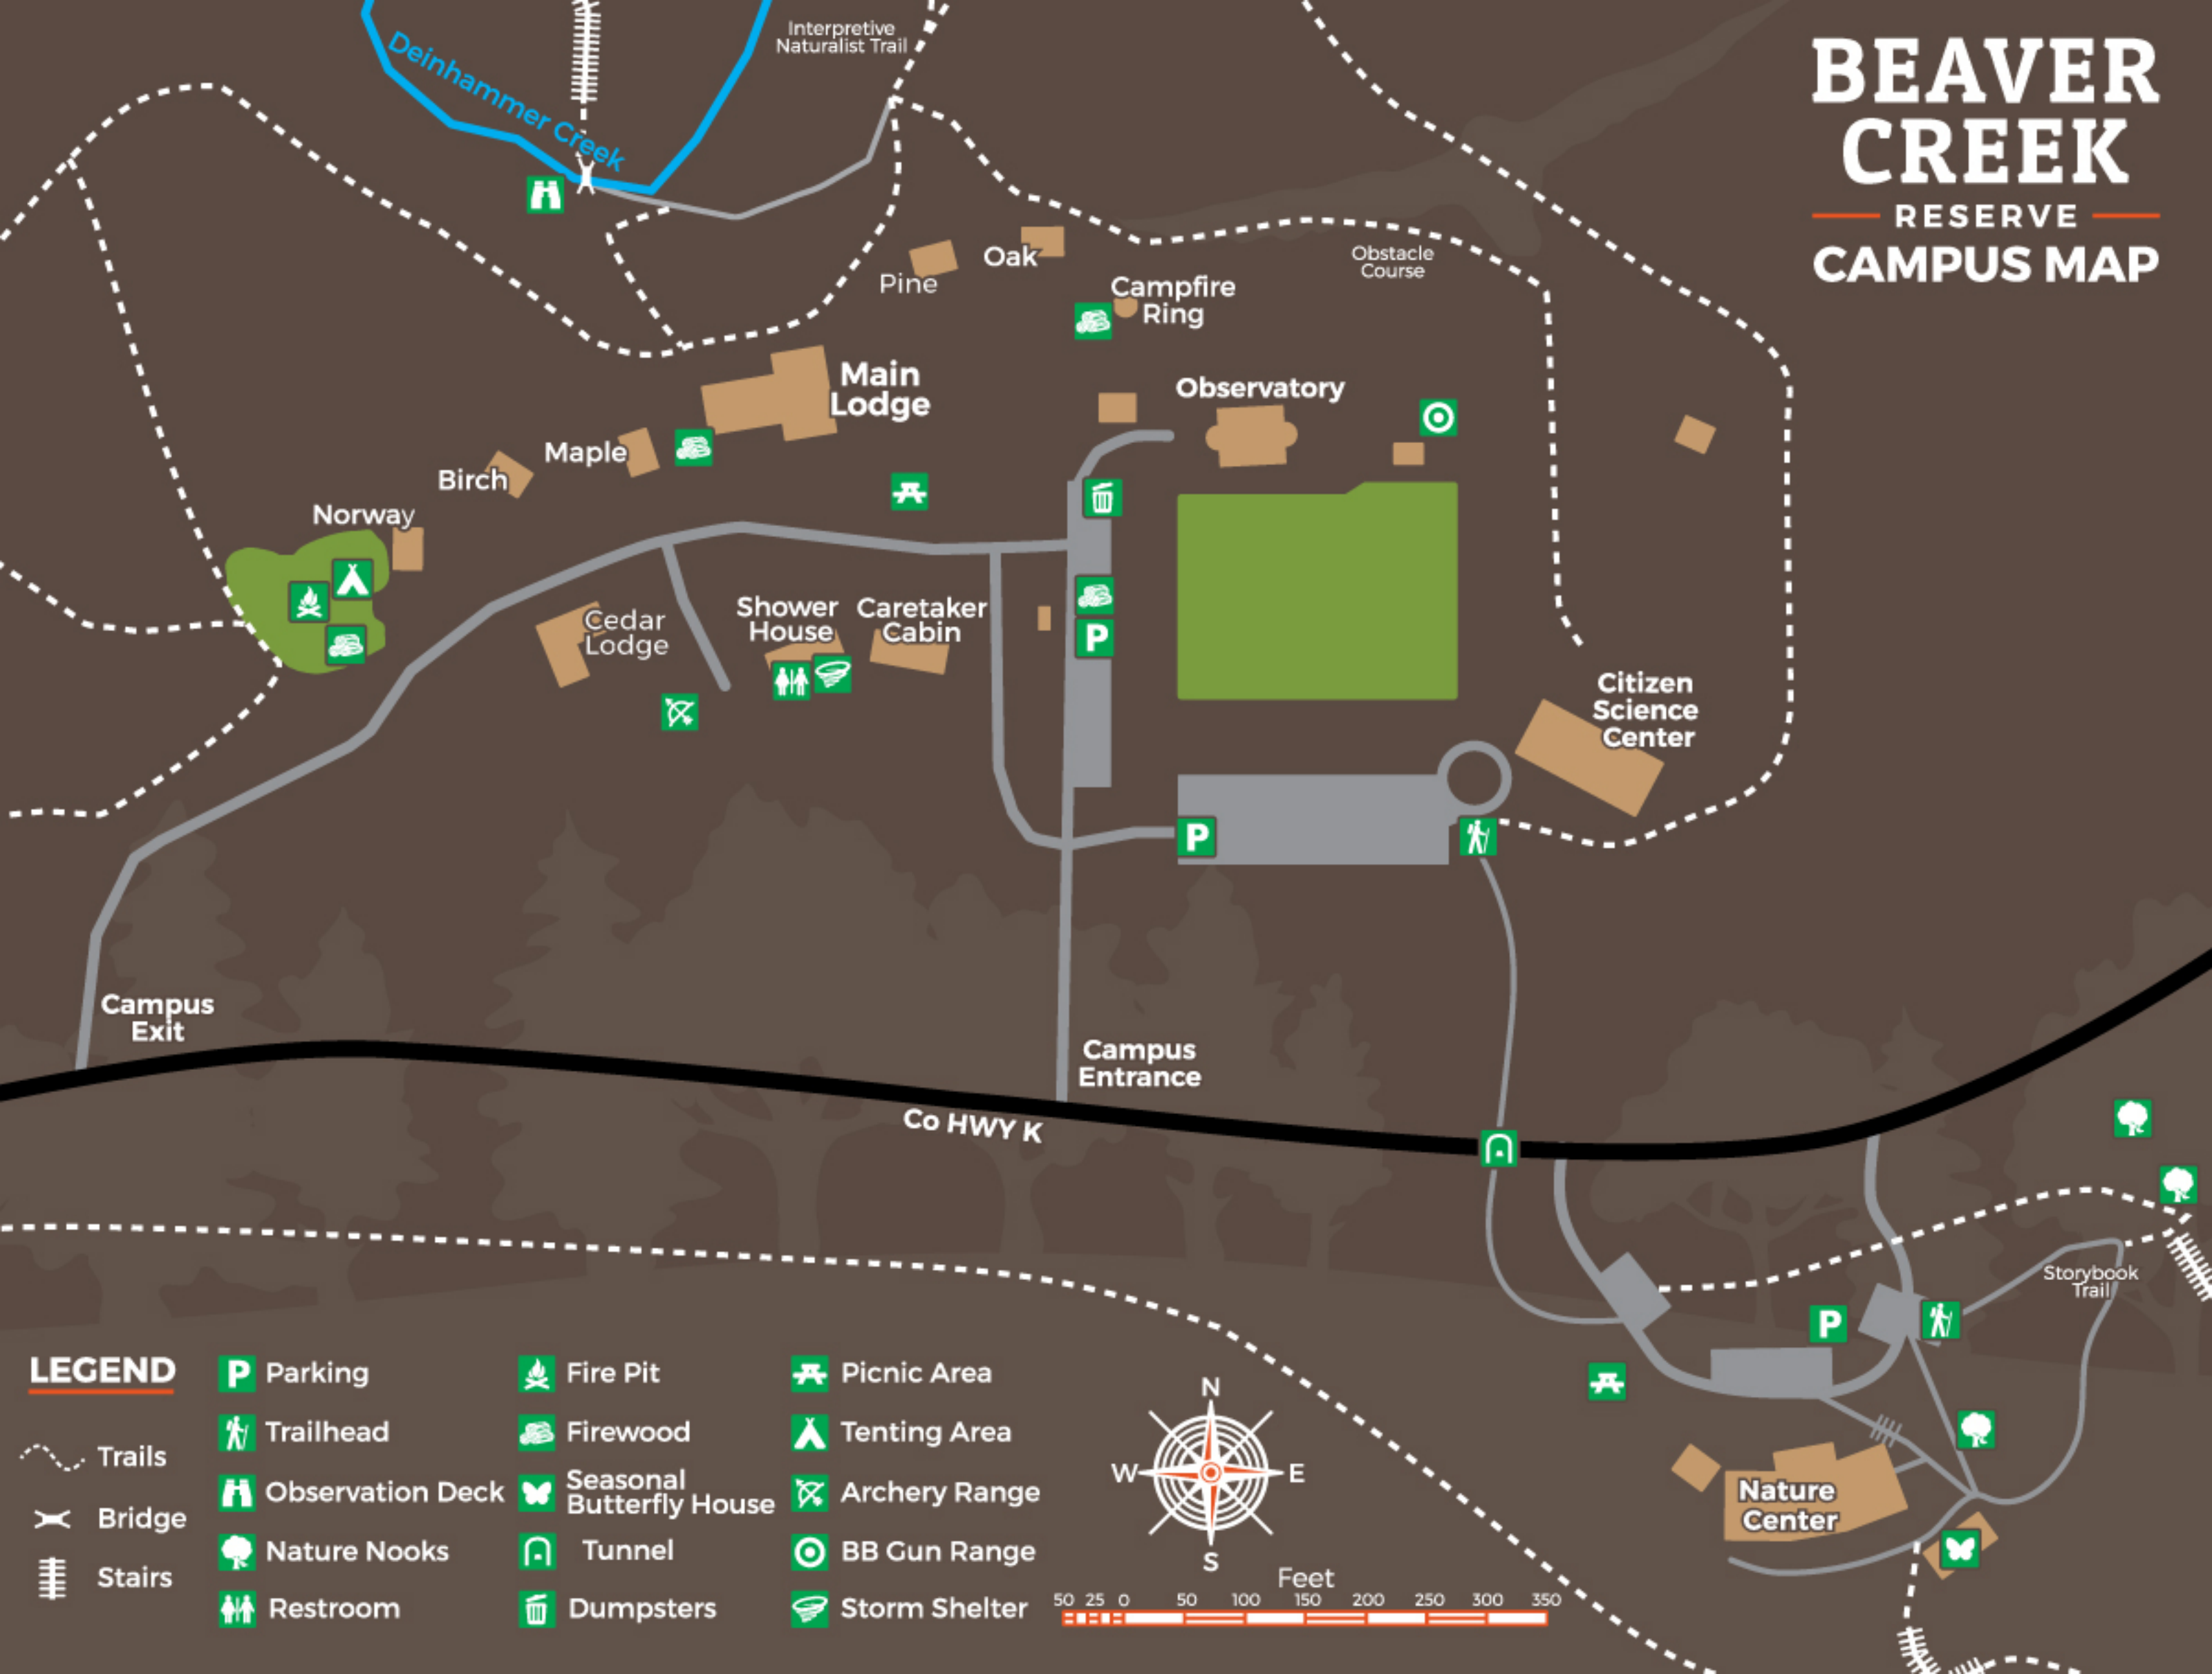 BEAVER
CREEK
RESERVE
CAMPUS MAP
Interpretive
Naturalist Trail
Deinhammer Creek
Pine
Oak
Campfire
Ring
Obstacle
Course
Main
Lodge
Observatory
Maple
Birch
Norway
Cedar
Lodge
Shower
House
Caretaker
Cabin
P
Citizen
Science
Center
P
Campus
Exit
Campus
Entrance
Co HWY K
Storybook
Trail
P
Nature
Center
LEGEND
Trails
Bridge
Stairs
P Parking
Trailhead
Observation Deck
Nature Nooks
Restroom
Fire Pit
Firewood
Seasonal
Butterfly House
Tunnel
Dumpsters
Picnic Area
Tenting Area
Archery Range
BB Gun Range
Storm Shelter
N
W E
S
Feet
50 25 0 50 100 150 200 250 300 350